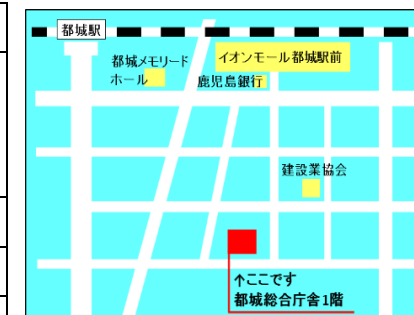 都城駅
イオンモール都城駅前
都城メモリード
ホール
鹿児島銀行
建設業協会
↑ここです
都城総合庁舎1階